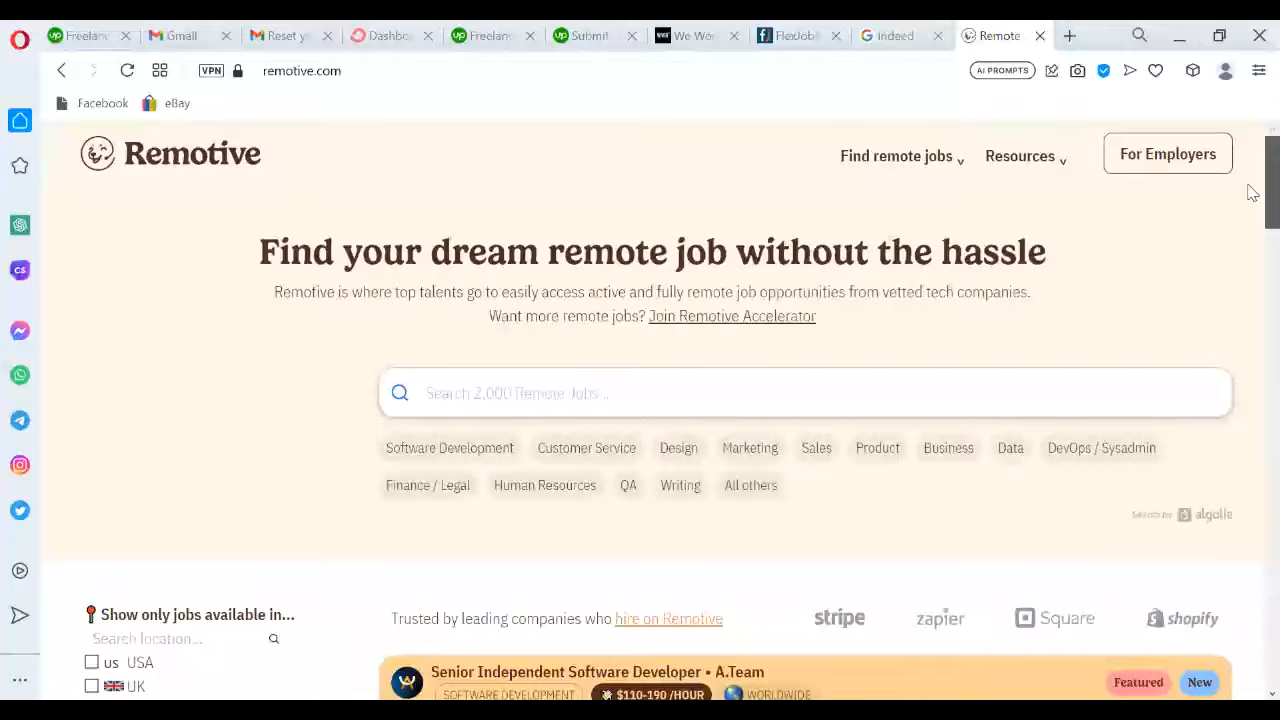 Freelanc
Gmail
Reset y
Dashbo
Freelanc
Submit
We Wo
FlexJob
indeed
Remote
VPN
remotive.com
AI PROMPTS
Facebook
eBay
Remotive
Find remote jobs
Resources
For Employers
Find your dream remote job without the hassle
Remotive is where top talents go to easily access active and fully remote job opportunities from vetted tech companies.
Want more remote jobs? Join Remotive Accelerator
Search 2,000 Remote Jobs...
Software Development Customer Service Design Marketing Sales Product Business Data DevOps / Sysadmin
Finance / Legal Human Resources QA Writing All others
Search by algolia
Show only jobs available in...
Search location...
us USA
UK
Trusted by leading companies who hire on Remotive
stripe zapier Square shopify
Senior Independent Software Developer • A.Team
SOFTWARE DEVELOPMENT $110-190 /HOUR WORLDWIDE
Featured New